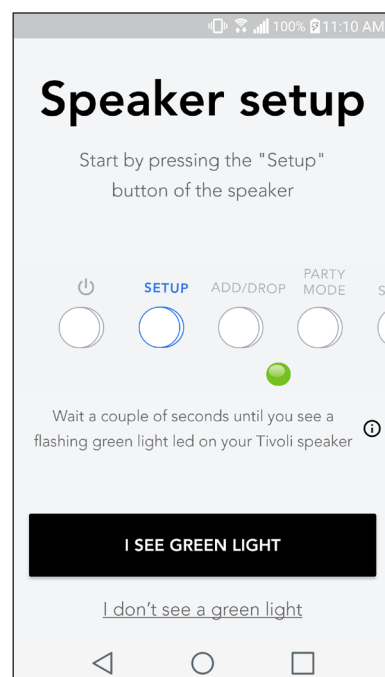 100% 11:10 AM
Speaker setup
Start by pressing the "Setup"
button of the speaker
SETUP ADD/DROP PARTY MODE S
Wait a couple of seconds until you see a
flashing green light led on your Tivoli speaker
I SEE GREEN LIGHT
I don't see a green light